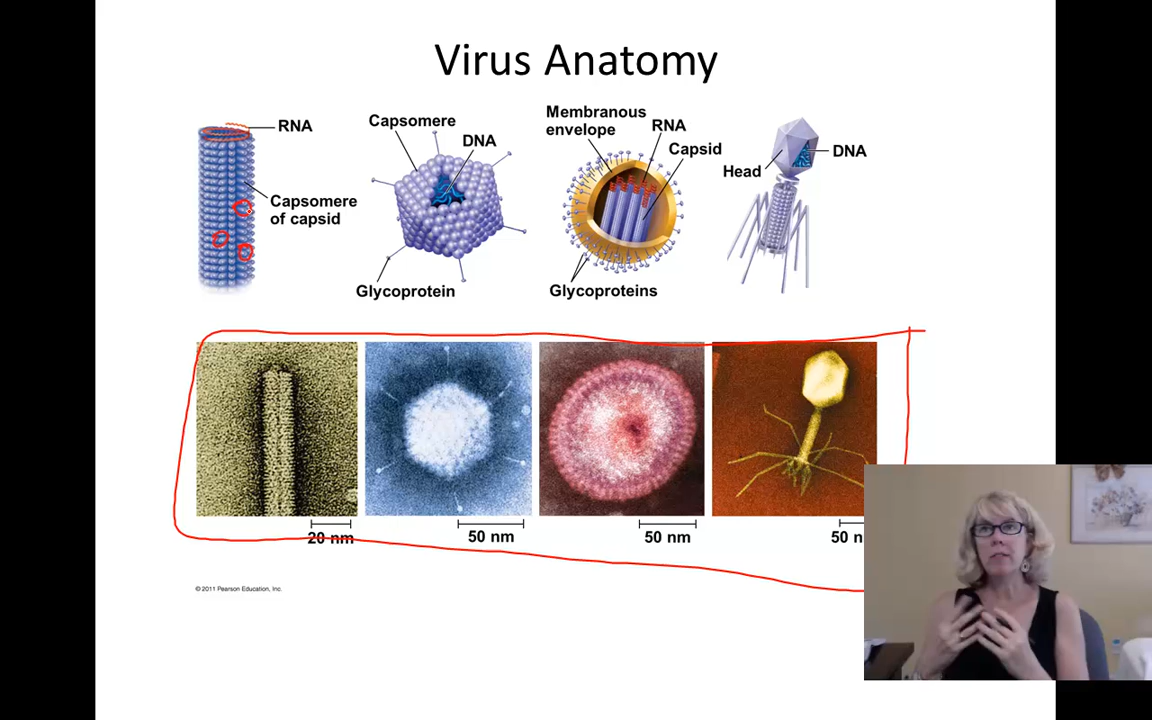 Virus Anatomy
RNA
Capsomere
of capsid
Capsomere
DNA
Glycoprotein
Membranous
envelope
RNA
Capsid
Glycoproteins
Head
DNA
20 nm
50 nm
50 nm
50 n
© 2011 Pearson Education, Inc.